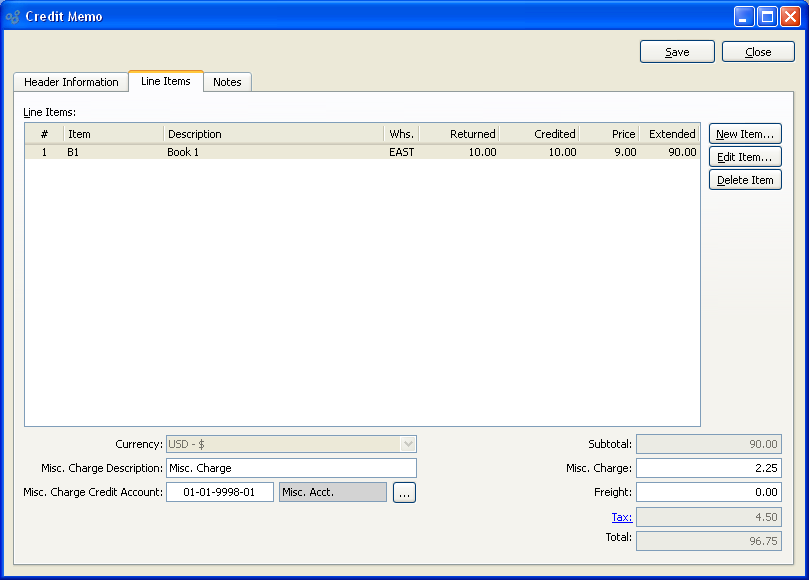 Credit Memo
Save Close
Header Information Line Items Notes
Line Items:
# Item Description Whs. Returned Credited Price Extended
1 B1 Book 1 EAST 10.00 10.00 9.00 90.00
New Item...
Edit Item...
Delete Item
Currency: USD - $ Subtotal: 90.00
Misc. Charge Description: Misc. Charge Misc. Charge: 2.25
Misc. Charge Credit Account: 01-01-9998-01 Misc. Acct. ... Freight: 0.00
Tax: 4.50
Total: 96.75